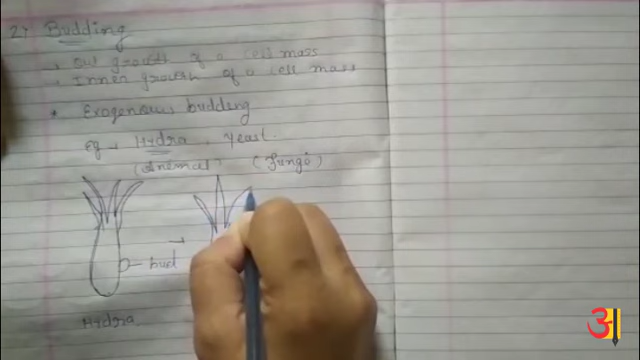 2) Budding
→ Out growth of a cell mass
→ Inner growth of a cell mass
• Exogenous budding
Eg → Hydra, Yeast.
(Animal) (Fungi)
→ bud
Hydra